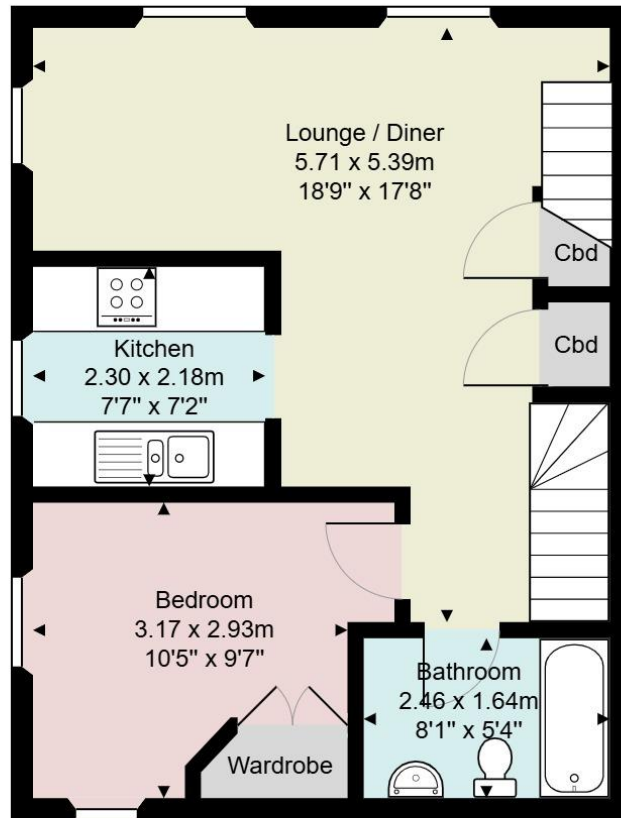 Lounge / Diner
5.71 x 5.39m
18'9" x 17'8"
Cbd
Cbd
Kitchen
2.30 x 2.18m
7'7" x 7'2"
Bedroom
3.17 x 2.93m
10'5" x 9'7"
Wardrobe
Bathroom
2.46 x 1.64m
8'1" x 5'4"